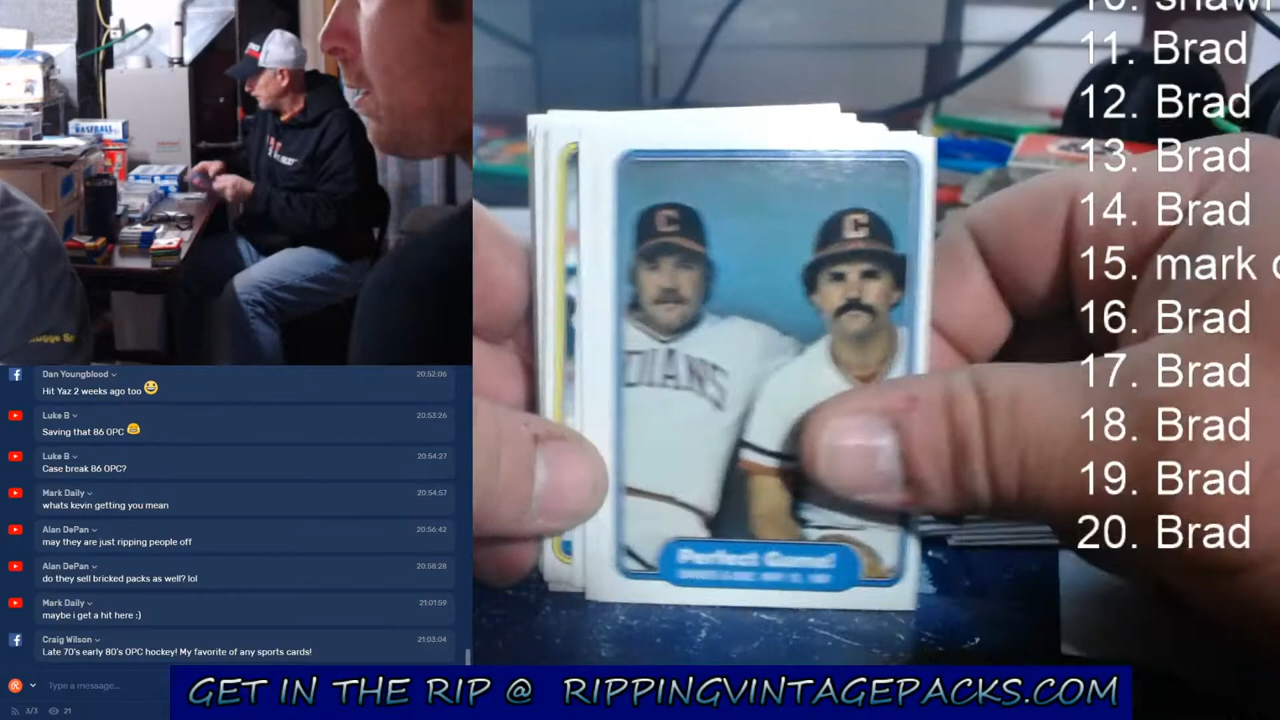 BASEBALL
Dan Youngblood
20:52:06
Hit Yaz 2 weeks ago too
Luke B
20:53:26
Saving that 86 OPC
Luke B
20:54:27
Case break 86 OPC?
Mark Daily
20:54:57
whats kevin getting you mean
Alan DePan
20:56:42
may they are just ripping people off
Alan DePan
20:58:28
do they sell bricked packs as well? lol
Mark Daily
21:01:59
maybe i get a hit here :)
Craig Wilson
21:03:04
Late 70's early 80's OPC hockey! My favorite of any sports cards!
Type a message...
3/3
21
C
C
DIANS
Perfect Game!
11. Brad
12. Brad
13. Brad
14. Brad
15. mark
16. Brad
17. Brad
18. Brad
19. Brad
20. Brad
GET IN THE RIP @ RIPPINGVINTAGEPACKS.COM